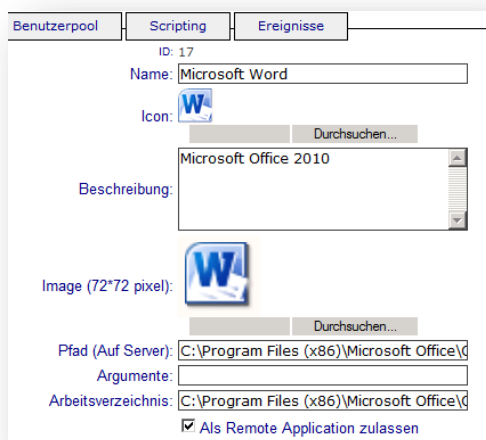 Benutzerpool Scripting Ereignisse
ID: 17
Name: Microsoft Word
Icon: W
Durchsuchen...
Beschreibung: Microsoft Office 2010
Image (72*72 pixel): W
Durchsuchen...
Pfad (Auf Server): C:\Program Files (x86)\Microsoft Office\
Argumente:
Arbeitsverzeichnis: C:\Program Files (x86)\Microsoft Office\
Als Remote Application zulassen